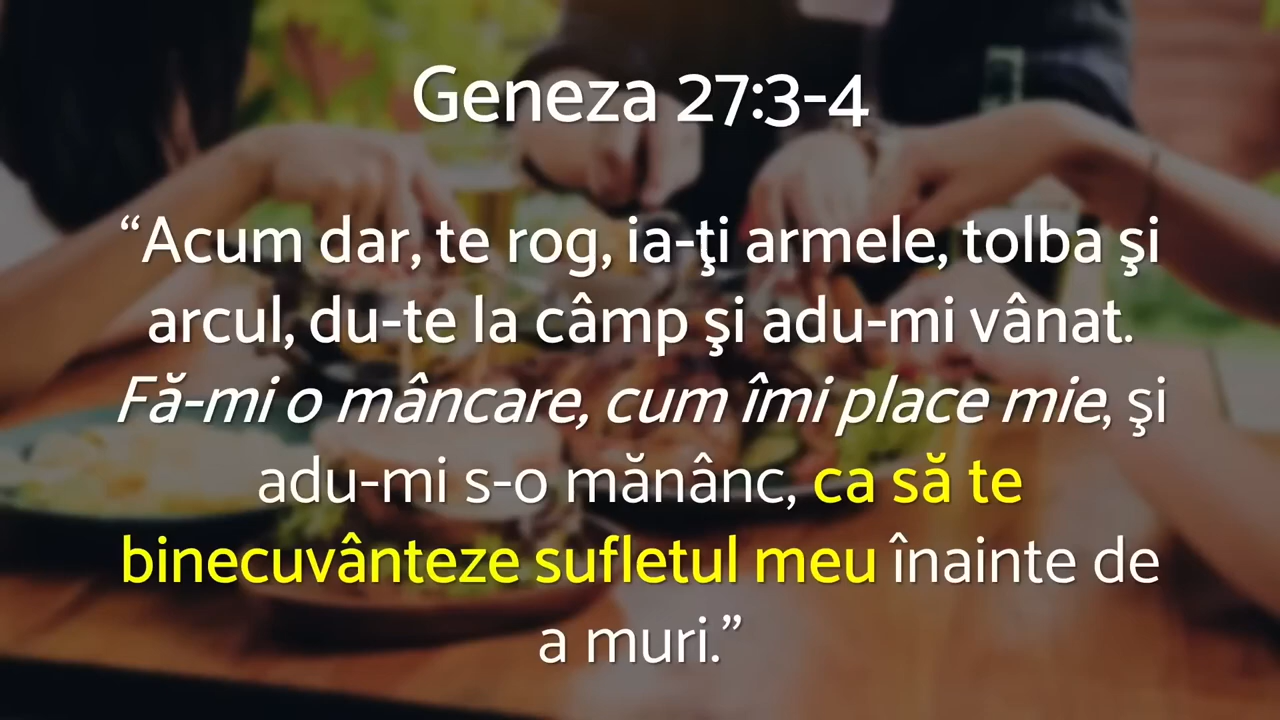 Geneza 27:3-4
“Acum dar, te rog, ia-ţi armele, tolba şi
arcul, du-te la câmp şi adu-mi vânat.
Fă-mi o mâncare, cum îmi place mie, şi
adu-mi s-o mănânc, ca să te
binecuvânteze sufletul meu înainte de
a muri.”